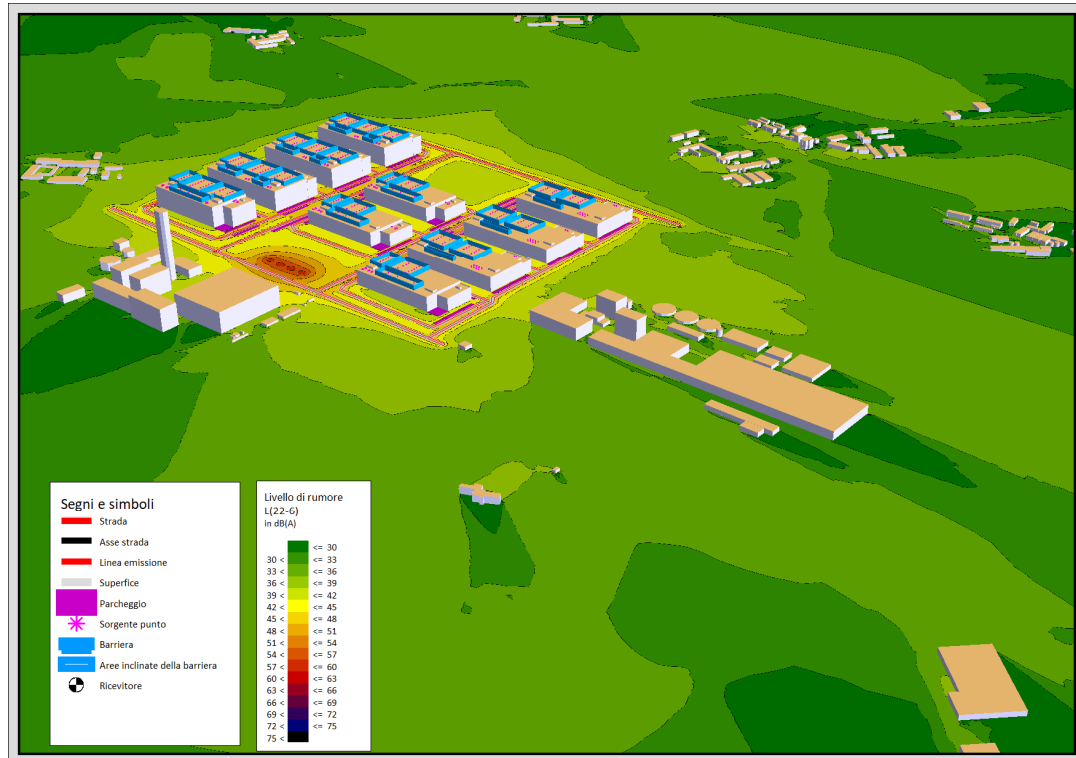 Segni e simboli
Strada
Asse strada
Linea emissione
Superfice
Parcheggio
Sorgente punto
Barriera
Aree inclinate della barriera
Ricevitore
Livello di rumore
L(22-6)
in dB(A)
<= 30
30 < <= 33
33 < <= 36
36 < <= 39
39 < <= 42
42 < <= 45
45 < <= 48
48 < <= 51
51 < <= 54
54 < <= 57
57 < <= 60
60 < <= 63
63 < <= 66
66 < <= 69
69 < <= 72
72 < <= 75
75 <